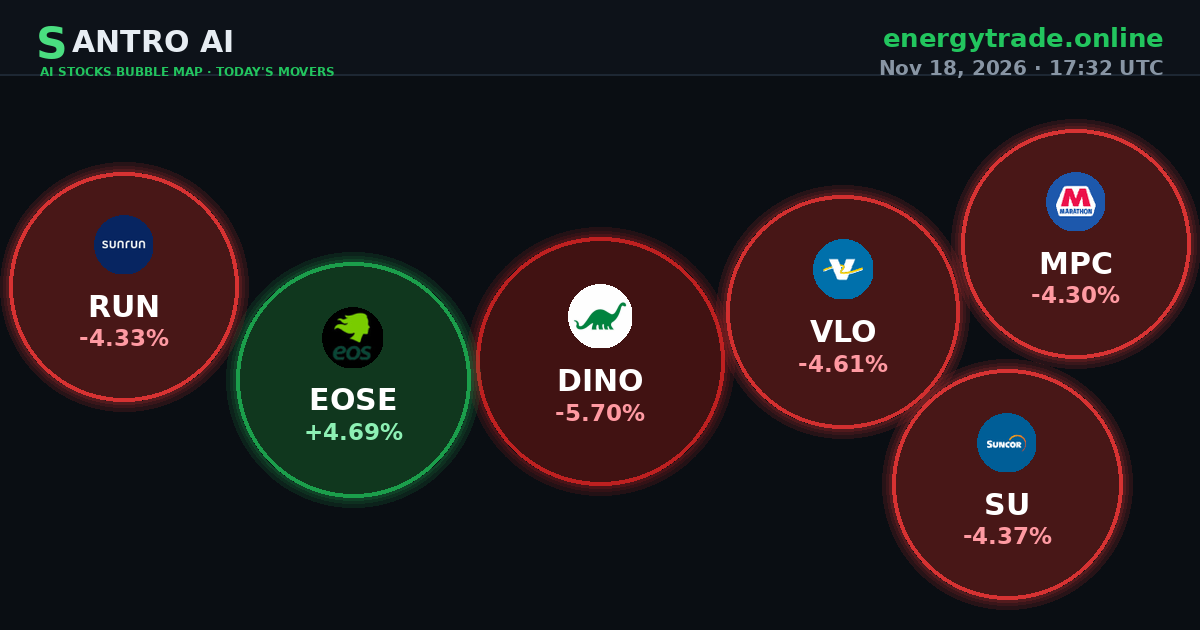 SANTRO AI
AI STOCKS BUBBLE MAP · TODAY'S MOVERS
energytrade.online
Nov 18, 2026 · 17:32 UTC
sunrun
RUN
-4.33%
eos
EOSE
+4.69%
DINO
-5.70%
V
VLO
-4.61%
M
MARATHON
MPC
-4.30%
SUNCOR
SU
-4.37%